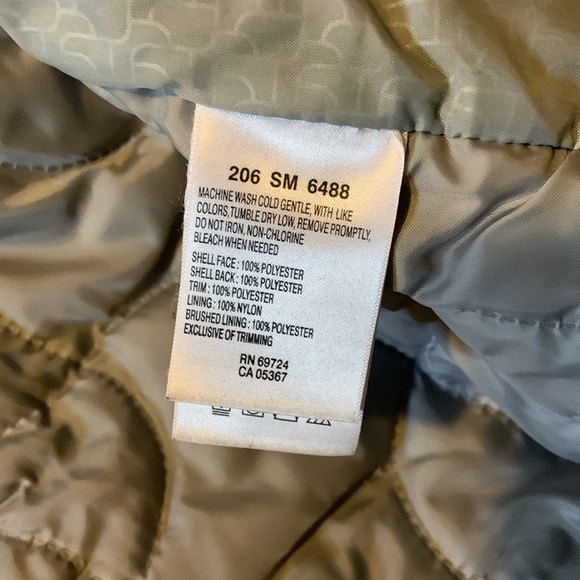 206 SM 6488
MACHINE WASH COLD GENTLE, WITH LIKE
COLORS, TUMBLE DRY LOW, REMOVE PROMPTLY,
DO NOT IRON, NON-CHLORINE
BLEACH WHEN NEEDED
SHELL FACE : 100% POLYESTER
SHELL BACK : 100% POLYESTER
TRIM : 100% POLYESTER
LINING : 100% NYLON
BRUSHED LINING : 100% POLYESTER
EXCLUSIVE OF TRIMMING
RN 69724
CA 05367